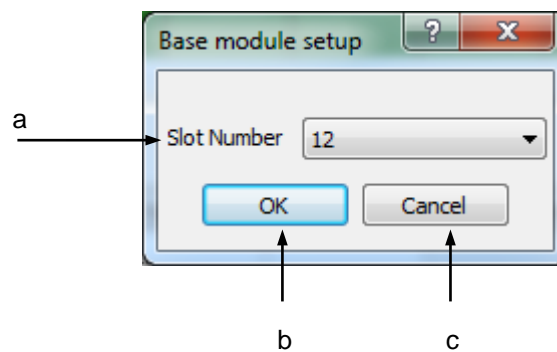 Base module setup ?
a
Slot Number 12
OK Cancel
b c